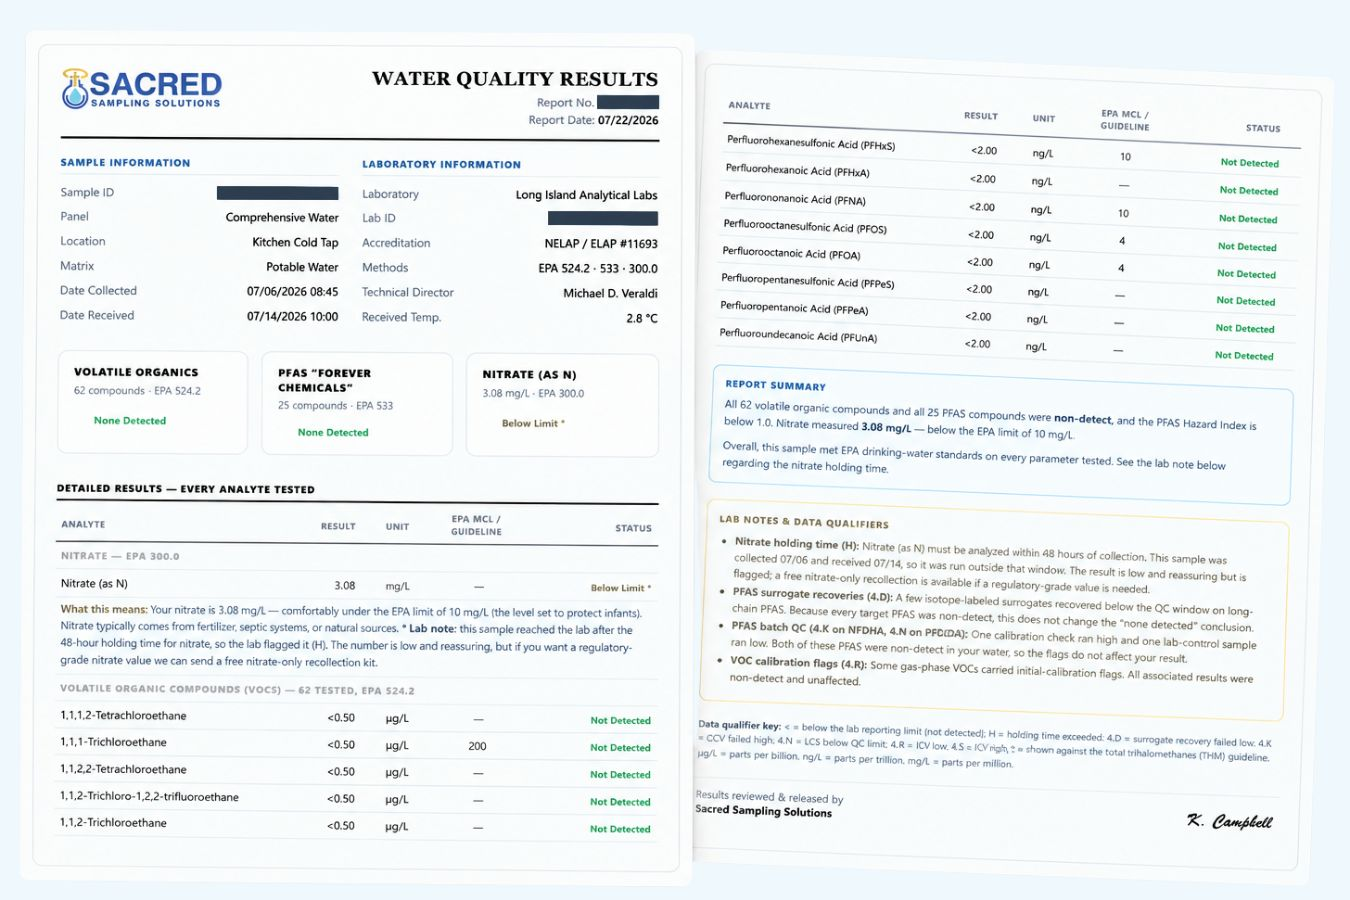 SACRED
SAMPLING SOLUTIONS
WATER QUALITY RESULTS
Report No.
Report Date: 07/22/2026
SAMPLE INFORMATION
Sample ID
Panel Comprehensive Water
Location Kitchen Cold Tap
Matrix Potable Water
Date Collected 07/06/2026 08:45
Date Received 07/14/2026 10:00
LABORATORY INFORMATION
Laboratory Long Island Analytical Labs
Lab ID
Accreditation NELAP / ELAP #11693
Methods EPA 524.2 · 533 · 300.0
Technical Director Michael D. Veraldi
Received Temp. 2.8 °C
VOLATILE ORGANICS
62 compounds · EPA 524.2
None Detected
PFAS “FOREVER
CHEMICALS”
25 compounds · EPA 533
None Detected
NITRATE (AS N)
3.08 mg/L · EPA 300.0
Below Limit *
DETAILED RESULTS — EVERY ANALYTE TESTED
ANALYTE RESULT UNIT EPA MCL / GUIDELINE STATUS
NITRATE — EPA 300.0
Nitrate (as N) 3.08 mg/L — Below Limit *
What this means: Your nitrate is 3.08 mg/L — comfortably under the EPA limit of 10 mg/L (the level set to protect infants).
Nitrate typically comes from fertilizer, septic systems, or natural sources. * Lab note: this sample reached the lab after the
48-hour holding time for nitrate, so the lab flagged it (H). The number is low and reassuring, but if you want a regulatory-
grade nitrate value we can send a free nitrate-only recollection kit.
VOLATILE ORGANIC COMPOUNDS (VOCS) — 62 TESTED, EPA 524.2
1,1,1,2-Tetrachloroethane <0.50 µg/L — Not Detected
1,1,1-Trichloroethane <0.50 µg/L 200 Not Detected
1,1,2,2-Tetrachloroethane <0.50 µg/L — Not Detected
1,1,2-Trichloro-1,2,2-trifluoroethane <0.50 µg/L — Not Detected
1,1,2-Trichloroethane <0.50 µg/L — Not Detected
ANALYTE RESULT UNIT EPA MCL / GUIDELINE STATUS
Perfluorohexanesulfonic Acid (PFHxS) <2.00 ng/L 10 Not Detected
Perfluorohexanoic Acid (PFHxA) <2.00 ng/L — Not Detected
Perfluorononanoic Acid (PFNA) <2.00 ng/L 10 Not Detected
Perfluorooctanesulfonic Acid (PFOS) <2.00 ng/L 4 Not Detected
Perfluorooctanoic Acid (PFOA) <2.00 ng/L 4 Not Detected
Perfluoropentanesulfonic Acid (PFPeS) <2.00 ng/L — Not Detected
Perfluoropentanoic Acid (PFPeA) <2.00 ng/L — Not Detected
Perfluoroundecanoic Acid (PFUnA) <2.00 ng/L — Not Detected
REPORT SUMMARY
All 62 volatile organic compounds and all 25 PFAS compounds were non-detect, and the PFAS Hazard Index is
below 1.0. Nitrate measured 3.08 mg/L — below the EPA limit of 10 mg/L.
Overall, this sample met EPA drinking-water standards on every parameter tested. See the lab note below
regarding the nitrate holding time.
LAB NOTES & DATA QUALIFIERS
• Nitrate holding time (H): Nitrate (as N) must be analyzed within 48 hours of collection. This sample was
collected 07/06 and received 07/14, so it was run outside that window. The result is low and reassuring but is
flagged; a free nitrate-only recollection is available if a regulatory-grade value is needed.
• PFAS surrogate recoveries (4.D): A few isotope-labeled surrogates recovered below the QC window on long-
chain PFAS. Because every target PFAS was non-detect, this does not change the “none detected” conclusion.
• PFAS batch QC (4.K on NFDHA, 4.N on): One calibration check ran high and one lab-contrrol sample
ran low. Both of these PFAS were non-detect in your water, so the flags do not affect your result.
• VOC calibration flags (4.R): Some gas-phase VOCs carried initial-calibration flags. All associated results were
non-detect and unaffected.
Data qualifier key: < = below the lab reporting limit (not detected); H = holding time exceeded: 4.D = surrogate recovery failed low. 4.K
= CCV failed high, 4.N = LCS below QC limit; 4.R = ICV low, 4.S = ICV = shown against the total trihalomethanes (THM) guideline.
µg/L = parts per billion. ng/L = parts per trillion, mg/L = parts per million.
Results reviewed & released by
Sacred Sampling Solutions
K. Campbell